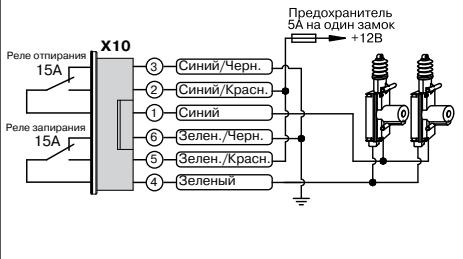 Предохранитель
5А на один замок
+12В
X10
Реле отпирания
15А
3 Синий/Черн.
2 Синий/Красн.
1 Синий
Реле запирания
15А
6 Зелен./Черн.
5 Зелен./Красн.
4 Зеленый